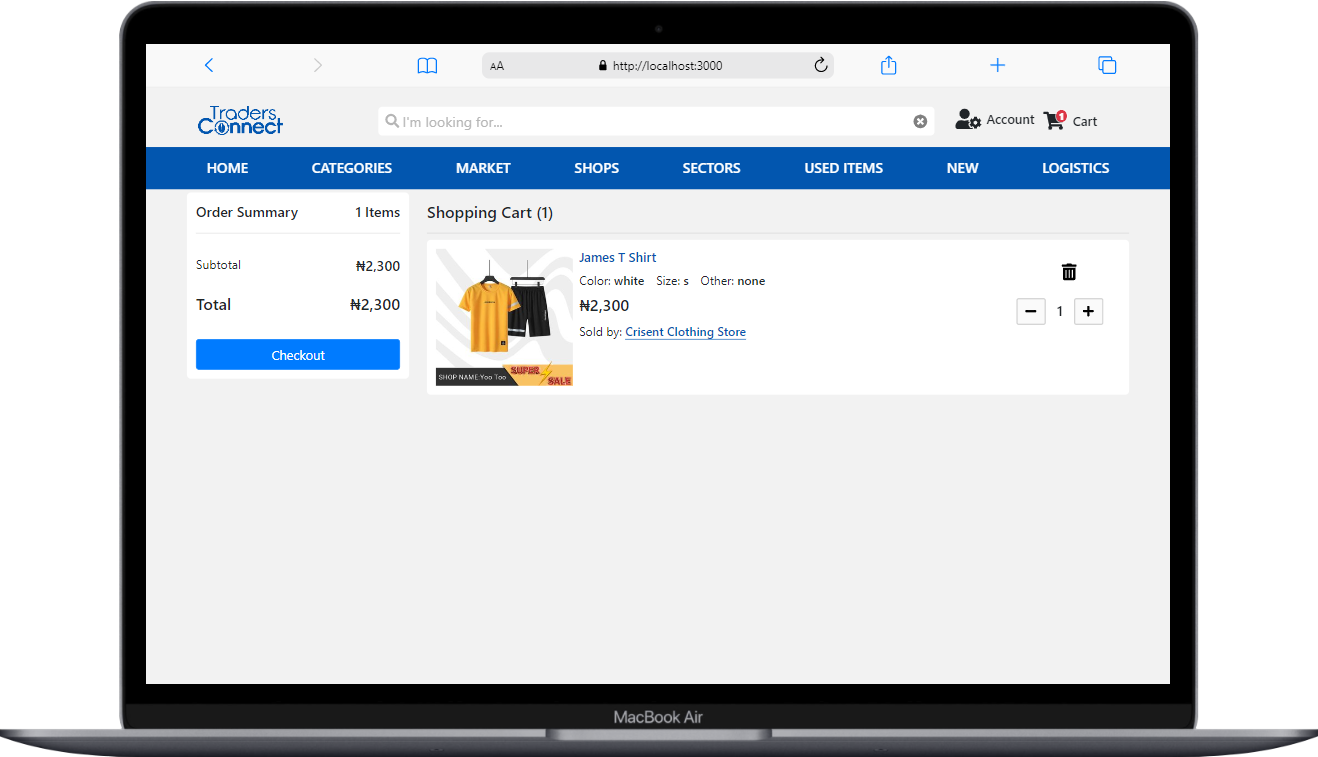 AA
http://localhost:3000
Traders
Connect
I'm looking for...
Account
1
Cart
HOME CATEGORIES MARKET SHOPS SECTORS USED ITEMS NEW LOGISTICS
Order Summary 1 Items
Subtotal ₦2,300
Total ₦2,300
Checkout
Shopping Cart (1)
James T Shirt
Color: white Size: s Other: none
₦2,300
Sold by: Crisent Clothing Store
1
SHOP NAME:Yoo Too
SUPER
SALE
MacBook Air